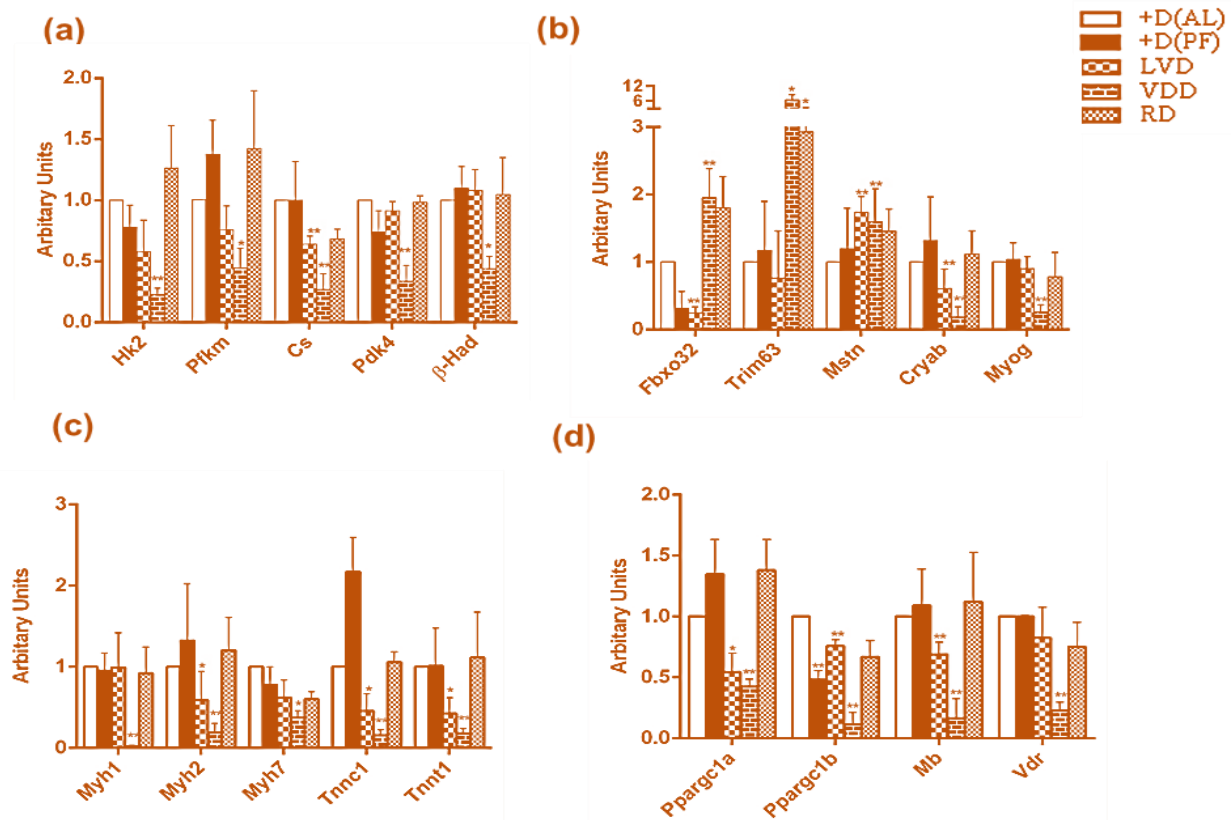 (a)
Arbitary Units
2.0
1.5
1.0
0.5
0.0
**
*
**
**
**
*
Hk2
Pfkm
Cs
Pdk4
β-Had
(b)
Arbitary Units
12
6
3
2
1
0
**
**
*
*
**
**
**
**
**
Fbxo32
Trim63
Mstn
Cryab
Myog
+D(AL)
+D(PF)
LVD
VDD
RD
(c)
Arbitary Units
3
2
1
0
**
*
**
*
*
**
*
**
Myh1
Myh2
Myh7
Tnnc1
Tnnt1
(d)
Arbitary Units
2.0
1.5
1.0
0.5
0.0
*
**
**
**
**
**
**
**
Ppargc1a
Ppargc1b
Mb
Vdr